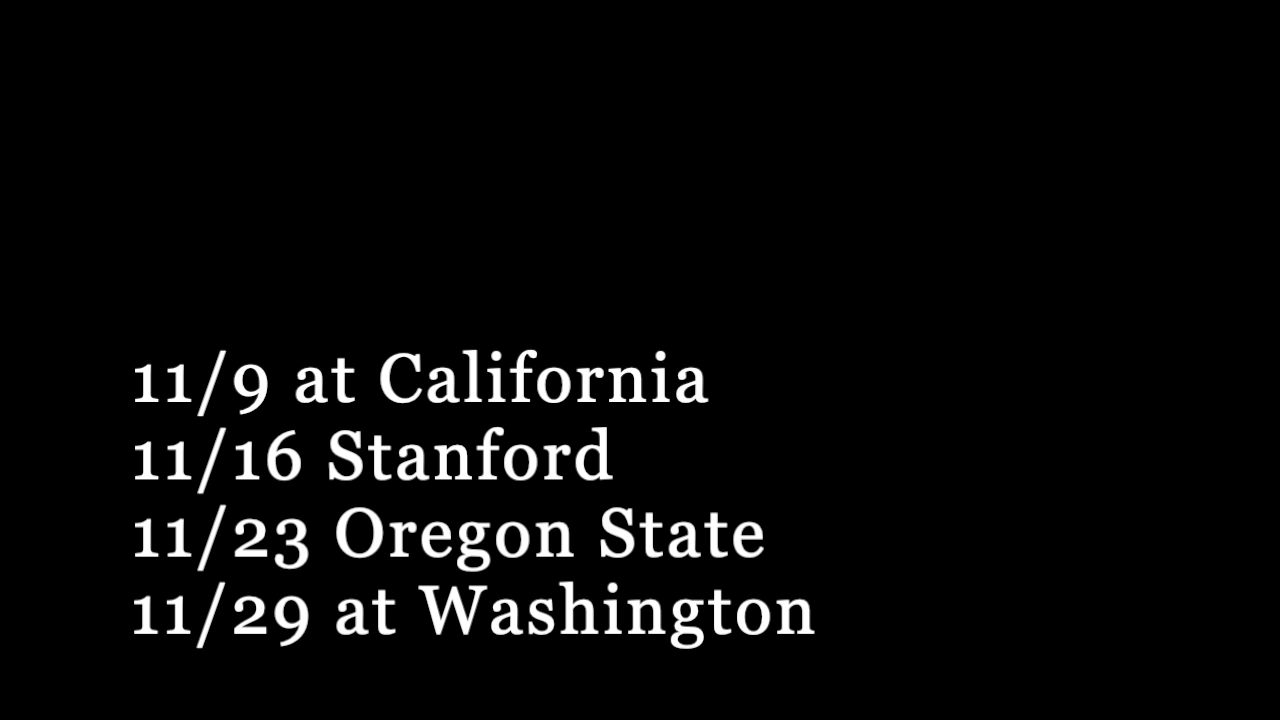 11/9 at California
11/16 Stanford
11/23 Oregon State
11/29 at Washington